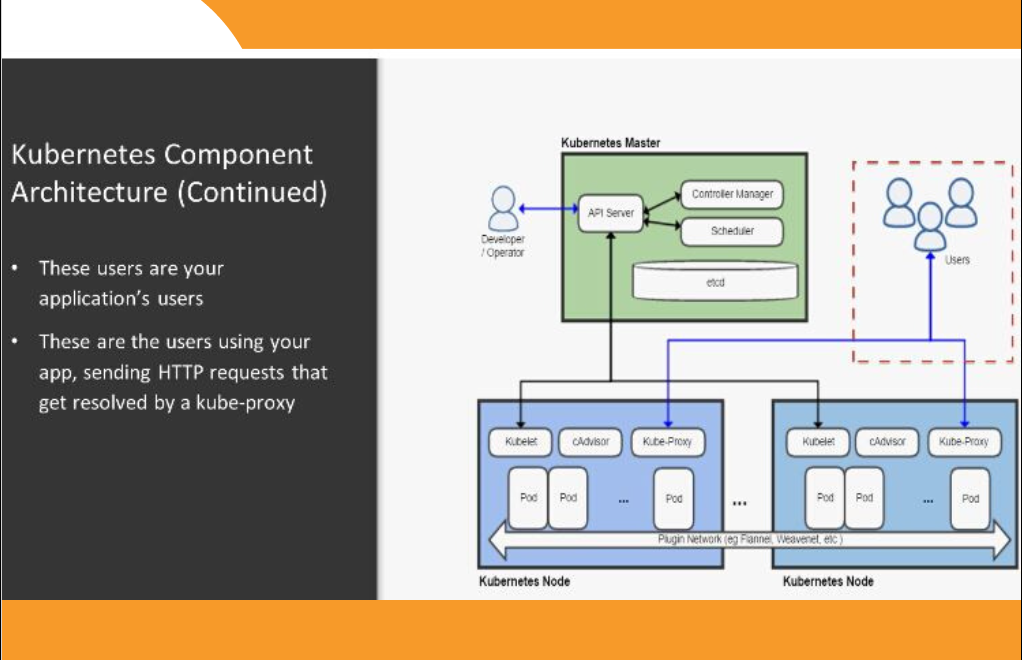 Kubernetes Component
Architecture (Continued)
• These users are your
application’s users
• These are the users using your
app, sending HTTP requests that
get resolved by a kube-proxy
Kubernetes Master
API Server
Controller Manager
Scheduler
etcd
Developer
/ Operator
Users
Kubelet
cAdvisor
Kube-Proxy
Pod
Pod
...
Pod
Kubernetes Node
...
Kubelet
cAdvisor
Kube-Proxy
Pod
Pod
...
Pod
Plugin Network (eg Flannel, Weavenet, etc )
Kubernetes Node